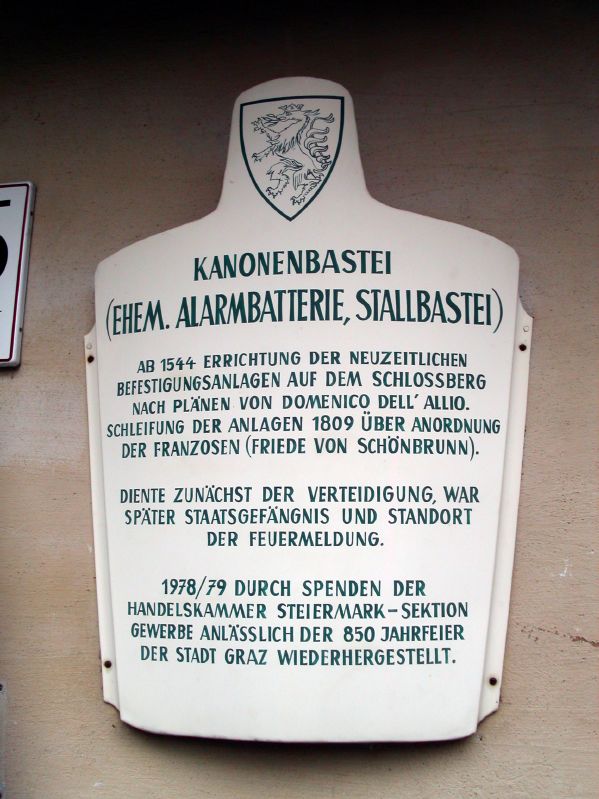 KANONENBASTEI
(EHEM. ALARMBATTERIE, STALLBASTEI)
AB 1544 ERRICHTUNG DER NEUZEITLICHEN
BEFESTIGUNGSANLAGEN AUF DEM SCHLOSSBERG
NACH PLÄNEN VON DOMENICO DELL' ALLIO.
SCHLEIFUNG DER ANLAGEN 1809 ÜBER ANORDNUNG
DER FRANZOSEN (FRIEDE VON SCHÖNBRUNN).
DIENTE ZUNÄCHST DER VERTEIDIGUNG, WAR
SPÄTER STAATSGEFÄNGNIS UND STANDORT
DER FEUERMELDUNG.
1978/79 DURCH SPENDEN DER
HANDELSKAMMER STEIERMARK-SEKTION
GEWERBE ANLÄSSLICH DER 850 JAHRFEIER
DER STADT GRAZ WIEDERHERGESTELLT.